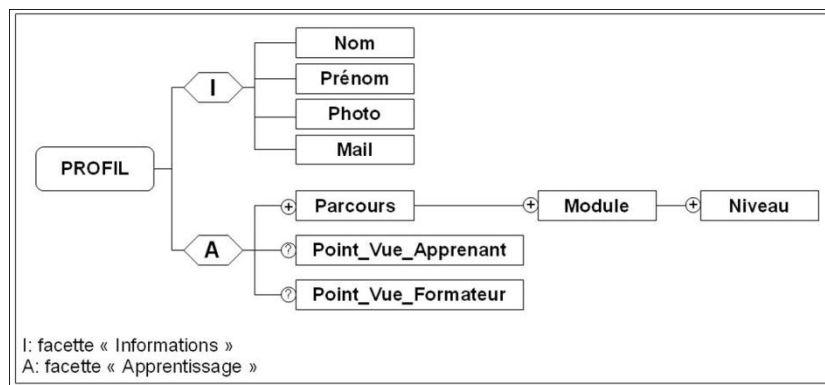 Nom
I
Prénom
Photo
Mail
PROFIL
+ Parcours + Module + Niveau
A
? Point_Vue_Apprenant
? Point_Vue_Formateur
I: facette « Informations »
A: facette « Apprentissage »